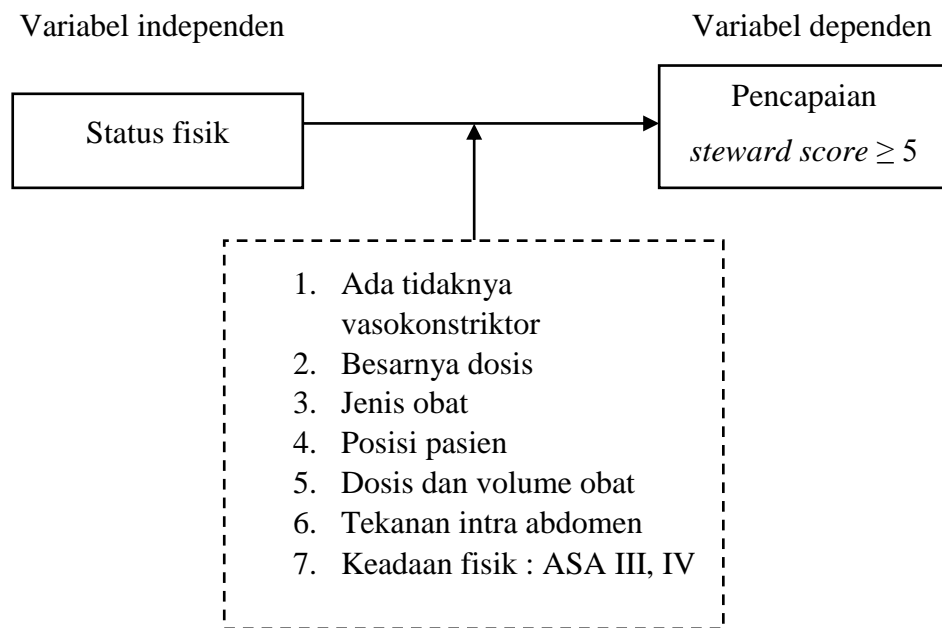 Variabel independen
Variabel dependen
Status fisik
Pencapaian
steward score ≥ 5
1. Ada tidaknya
vasokonstriktor
2. Besarnya dosis
3. Jenis obat
4. Posisi pasien
5. Dosis dan volume obat
6. Tekanan intra abdomen
7. Keadaan fisik : ASA III, IV